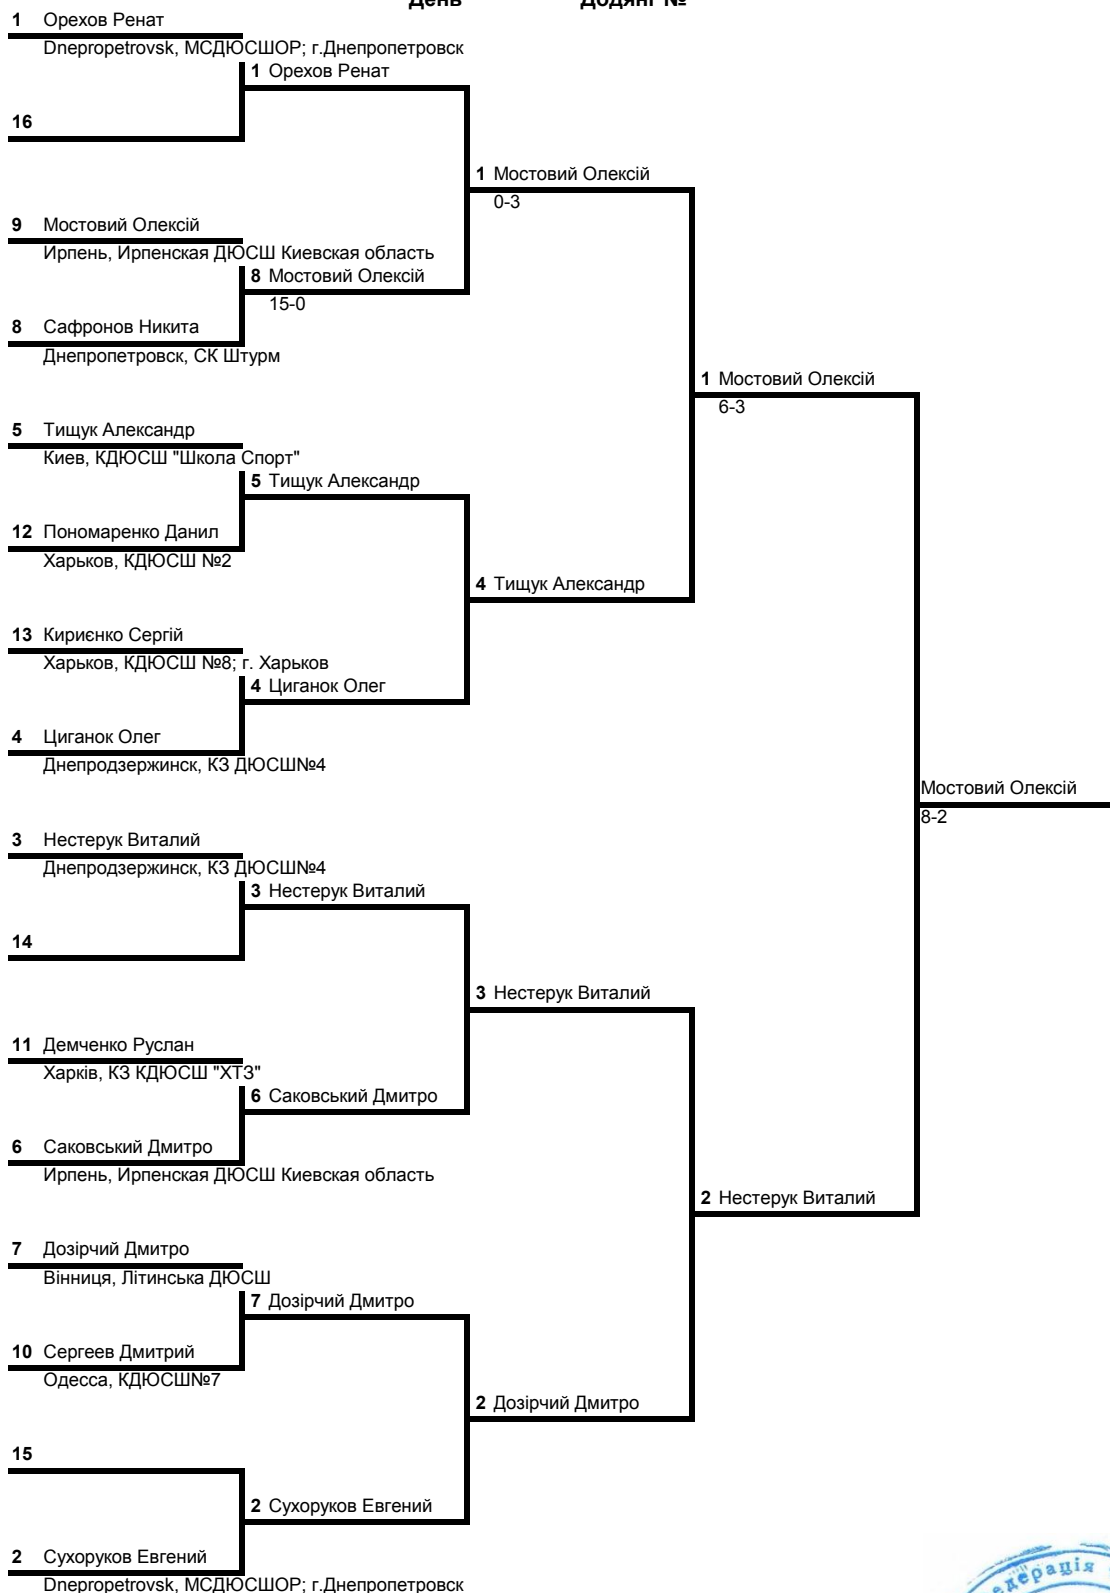 День Додянг №
1 Орехов Ренат
Dnepropetrovsk, МСДЮСШОР; г.Днепропетровск
1 Орехов Ренат
16
1 Мостовий Олексій
0-3
9 Мостовий Олексій
Ирпень, Ирпенская ДЮСШ Киевская область
8 Мостовий Олексій
15-0
8 Сафронов Никита
Днепропетровск, СК Штурм
1 Мостовий Олексій
6-3
5 Тищук Александр
Киев, КДЮСШ "Школа Спорт"
5 Тищук Александр
12 Пономаренко Данил
Харьков, КДЮСШ №2
4 Тищук Александр
13 Кириєнко Сергій
Харьков, КДЮСШ №8; г. Харьков
4 Циганок Олег
4 Циганок Олег
Днепродзержинск, КЗ ДЮСШ№4
Мостовий Олексій
8-2
3 Нестерук Виталий
Днепродзержинск, КЗ ДЮСШ№4
3 Нестерук Виталий
14
3 Нестерук Виталий
11 Демченко Руслан
Харків, КЗ КДЮСШ "ХТЗ"
6 Саковський Дмитро
6 Саковський Дмитро
Ирпень, Ирпенская ДЮСШ Киевская область
2 Нестерук Виталий
7 Дозірчий Дмитро
Вінниця, Літинська ДЮСШ
7 Дозірчий Дмитро
10 Сергеев Дмитрий
Одесса, КДЮСШ№7
2 Дозірчий Дмитро
15
2 Сухоруков Евгений
2 Сухоруков Евгений
Dnepropetrovsk, МСДЮСШОР; г.Днепропетровск